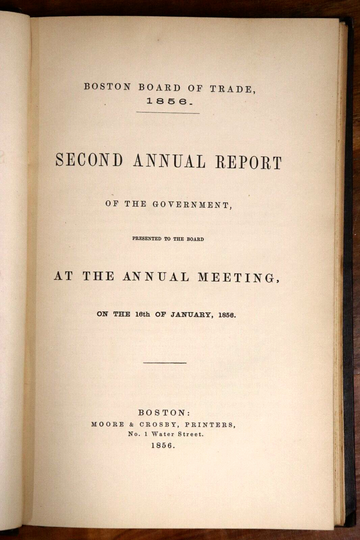 BOSTON BOARD OF TRADE,
1856.
SECOND ANNUAL REPORT
OF THE GOVERNMENT,
PRESENTED TO THE BOARD
AT THE ANNUAL MEETING,
ON THE 16th OF JANUARY, 1856.
BOSTON:
MOORE & CROSBY, PRINTERS,
No. 1 Water Street.
1856.